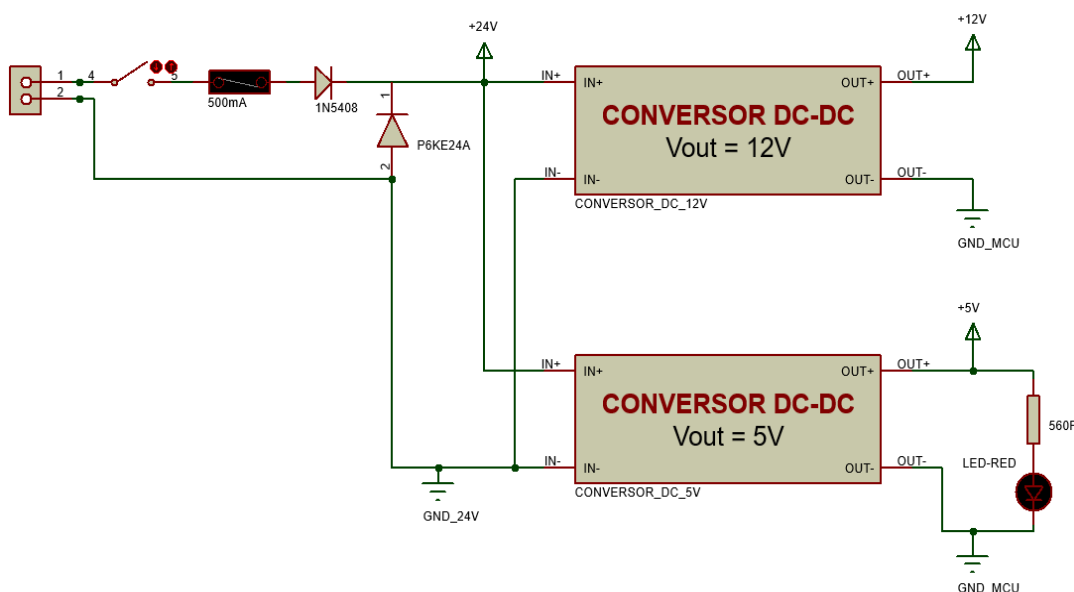 +24V
+12V
1
4
5
2
500mA
1N5408
1
P6KE24A
2
IN+
IN+
CONVERSOR DC-DC
Vout = 12V
OUT+
OUT+
IN-
IN-
OUT-
OUT-
CONVERSOR_DC_12V
GND_MCU
+5V
IN+
IN+
CONVERSOR DC-DC
Vout = 5V
OUT+
OUT+
560R
LED-RED
IN-
IN-
OUT-
OUT-
CONVERSOR_DC_5V
GND_24V
GND_MCU